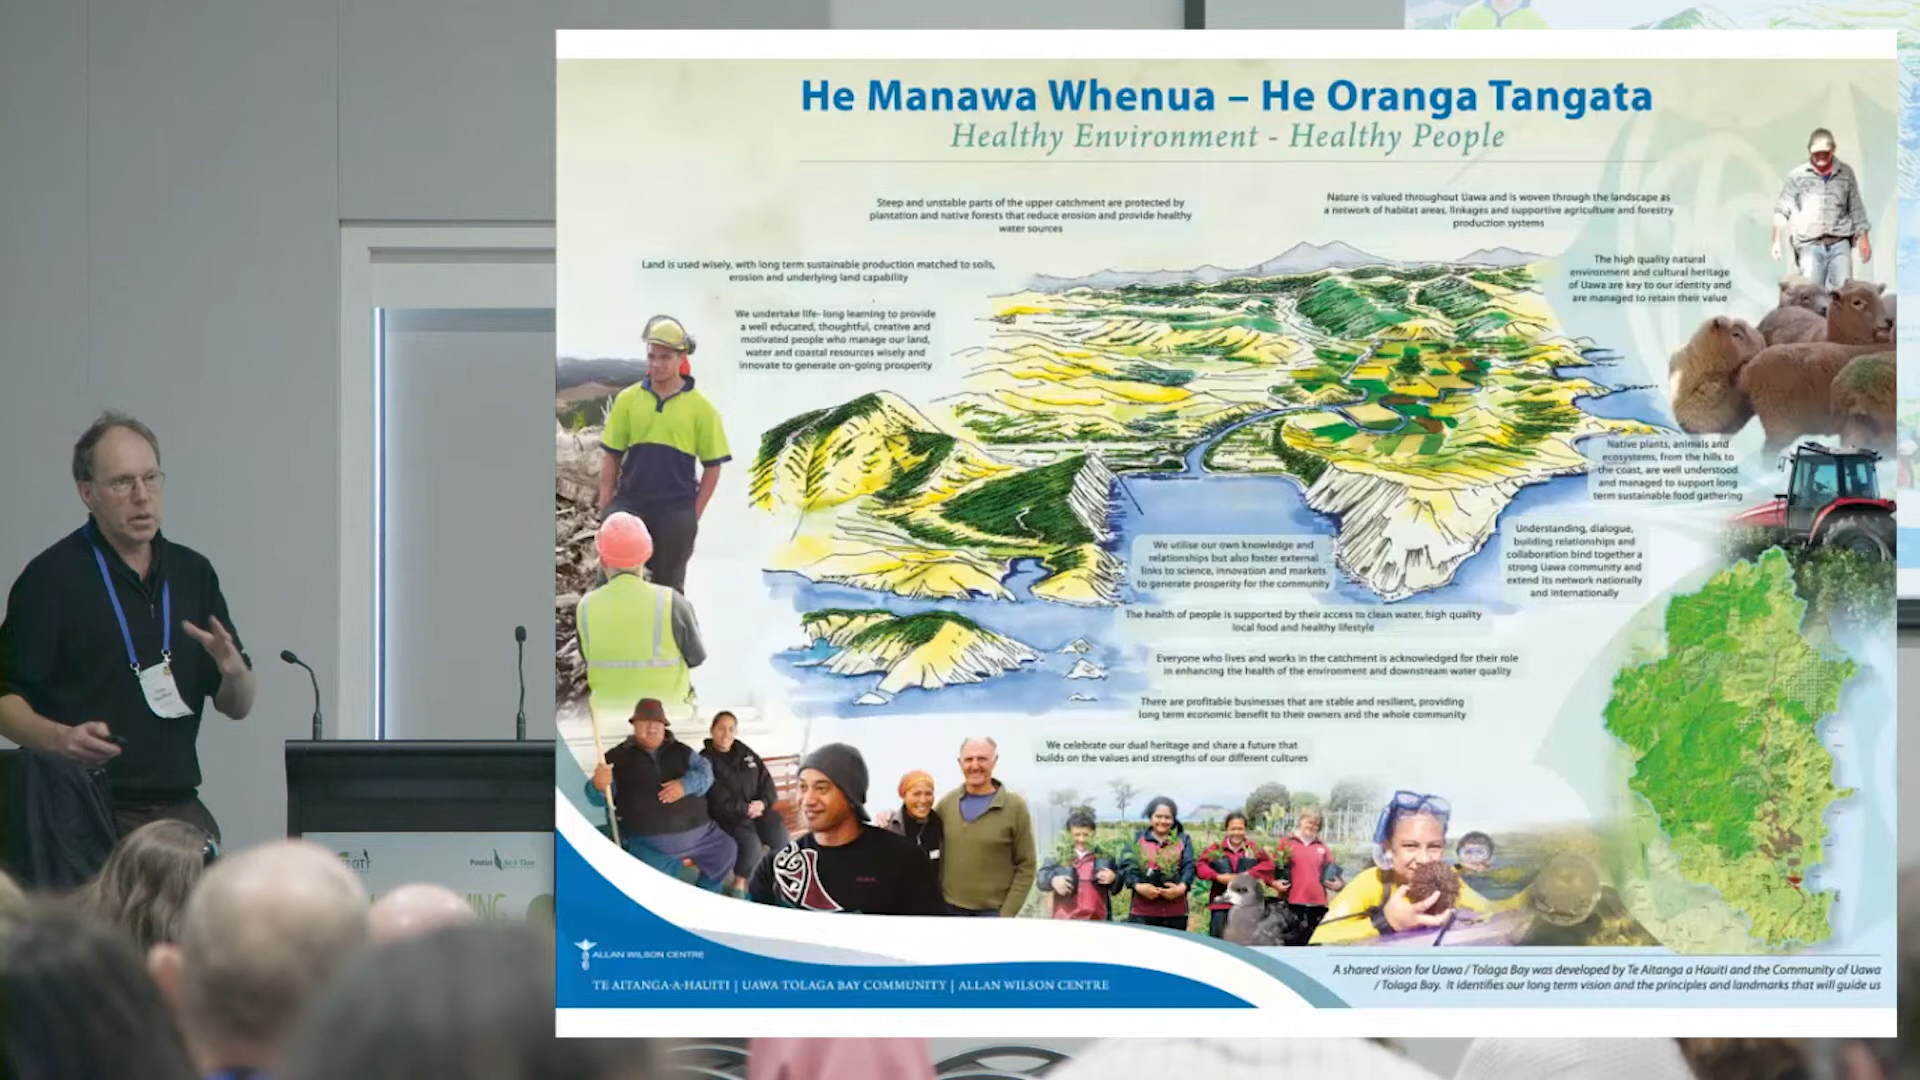 He Manawa Whenua – He Oranga Tangata
Healthy Environment - Healthy People
Steep and unstable parts of the upper catchment are protected by
plantation and native forests that reduce erosion and provide healthy
water sources
Nature is valued throughout Uawa and is woven through the landscape as
a network of habitat areas, linkages and supportive agriculture and forestry
production systems
Land is used wisely, with long term sustainable production matched to soils,
erosion and underlying land capability
The high quality natural
environment and cultural heritage
of Uawa are key to our identity and
are managed to retain their value
We undertake life- long learning to provide
a well educated, thoughtful, creative and
motivated people who manage our land,
water and coastal resources wisely and
innovate to generate on-going prosperity
Native plants, animals and
ecosystems, from the hills to
the coast, are well understood
and managed to support long
term sustainable food gathering
Understanding, dialogue,
building relationships and
collaboration bind together a
strong Uawa community and
extend its network nationally
and internationally
We utilise our own knowledge and
relationships but also foster external
links to science, innovation and markets
to generate prosperity for the community
The health of people is supported by their access to clean water, high quality
local food and healthy lifestyle
Everyone who lives and works in the catchment is acknowledged for their role
in enhancing the health of the environment and downstream water quality
There are profitable businesses that are stable and resilient, providing
long term economic benefit to their owners and the whole community
We celebrate our dual heritage and share a future that
builds on the values and strengths of our different cultures
ALLAN WILSON CENTRE
TE AITANGA-A-HAUITI | UAWA TOLAGA BAY COMMUNITY | ALLAN WILSON CENTRE
A shared vision for Uawa / Tolaga Bay was developed by Te Aitanga a Hauiti and the Community of Uawa
/ Tolaga Bay. It identifies our long term vision and the principles and landmarks that will guide us